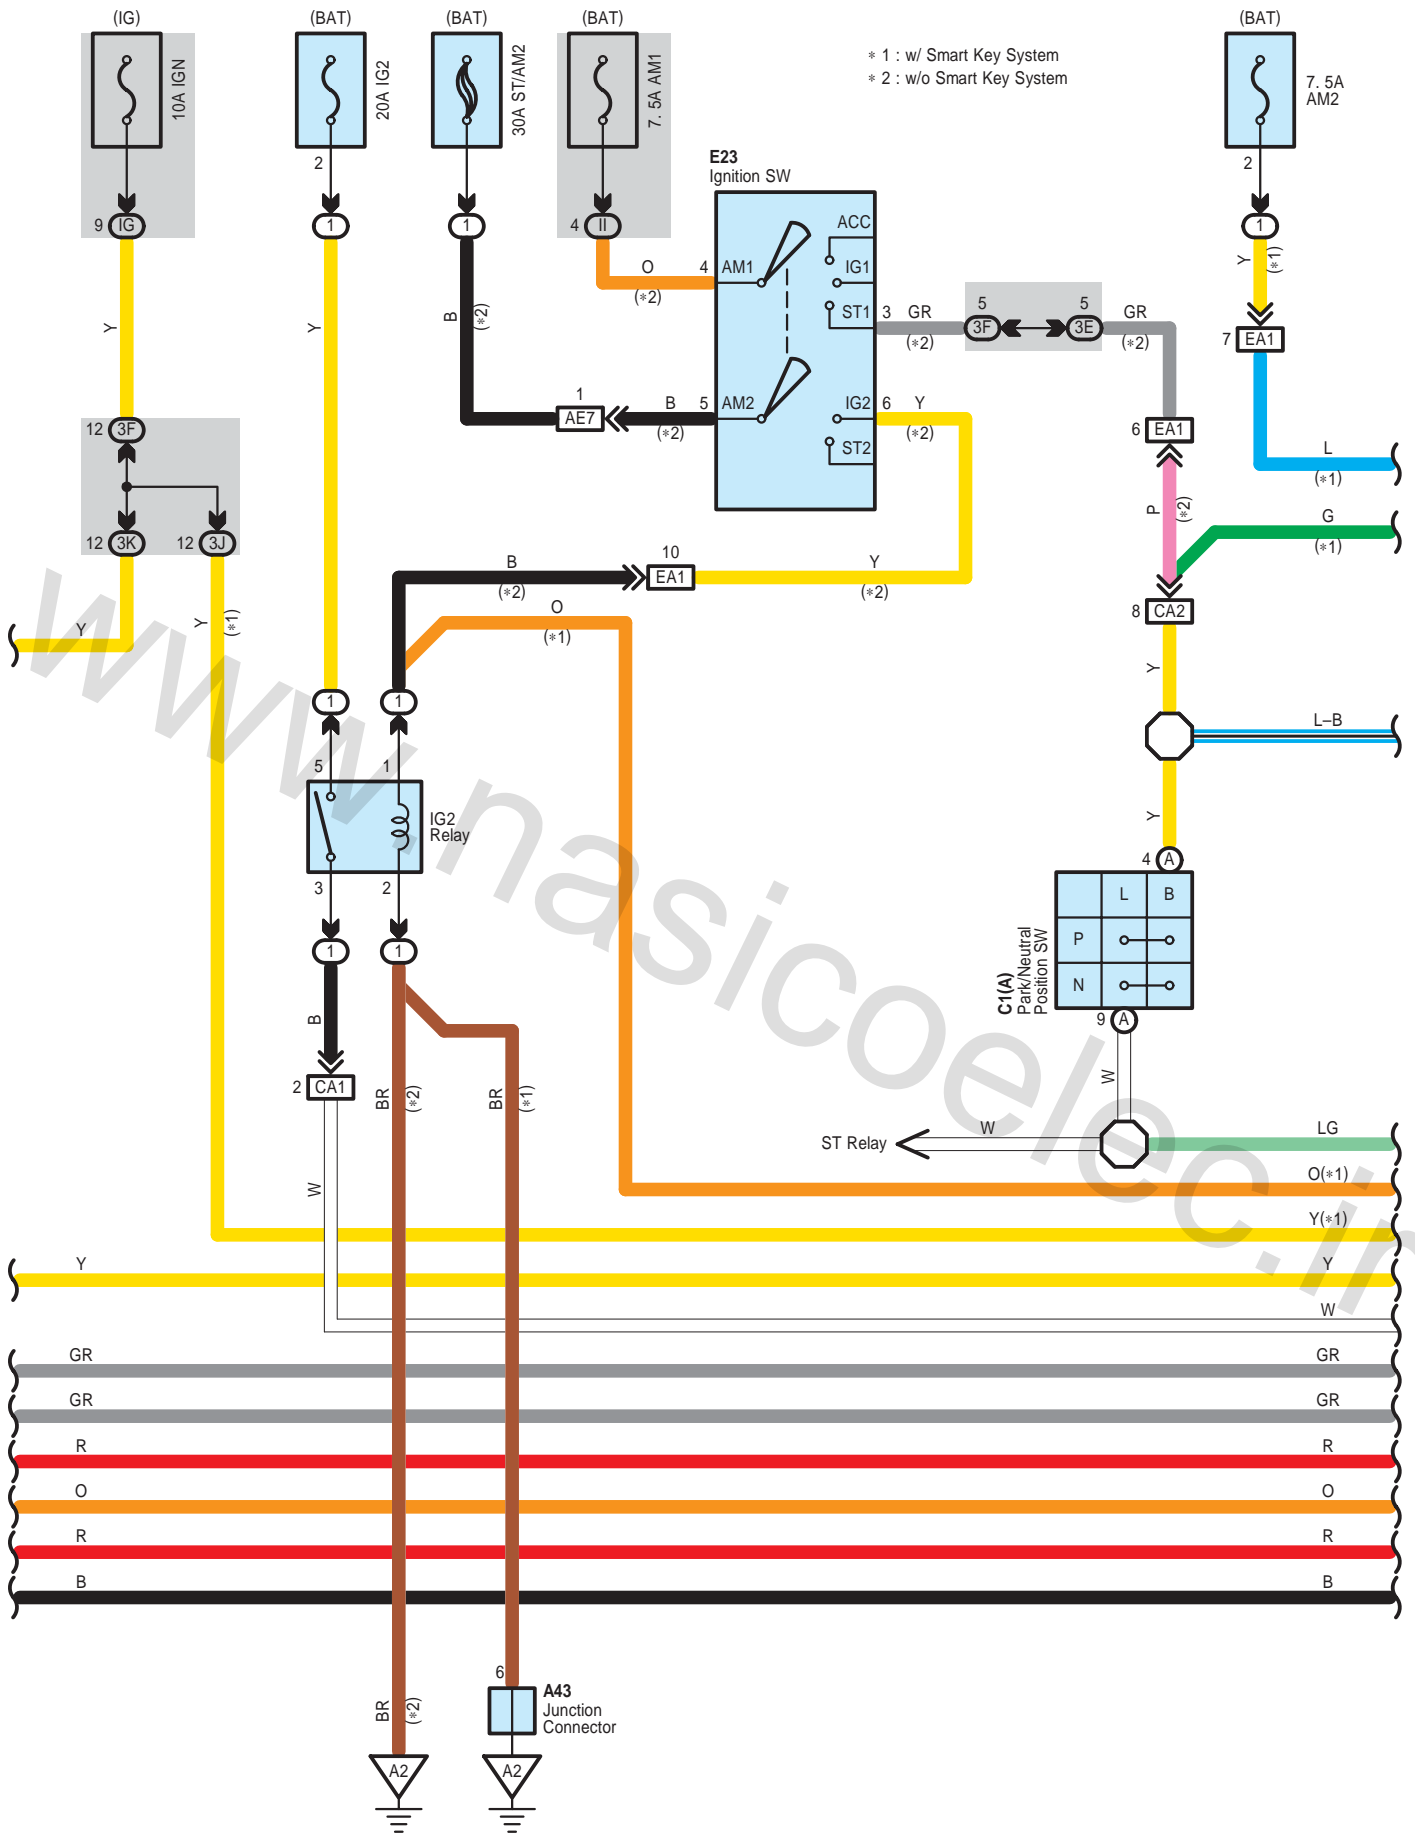 (IG)
(BAT)
(BAT)
(BAT)
(BAT)
10A IGN
20A IG2
30A ST/AM2
7. 5A AM1
∗ 1 : w/ Smart Key System
∗ 2 : w/o Smart Key System
7. 5A
AM2
2
2
E23
Ignition SW
9 IG
1
1
4 II
1
ACC
Y
(∗1)
O
(∗2)
4 AM1
IG1
ST1
3 GR
(∗2)
5
3F
5
3E
GR
(∗2)
7 EA1
Y
Y
B
(∗2)
1
AE7
B
(∗2)
5 AM2
IG2
6 Y
(∗2)
ST2
12 3F
6 EA1
L
(∗1)
P
(∗2)
G
(∗1)
12 3K
12 3J
B
(∗2)
10
EA1
Y
(∗2)
O
(∗1)
8 CA2
Y
Y
(∗1)
Y
1
1
L–B
5
1
IG2
Relay
Y
3
2
4 A
L B
P
N
C1(A)
Park/Neutral
Position SW
1
1
9 A
B
2 CA1
BR
(∗2)
BR
(∗1)
W
ST Relay
W
LG
W
O(∗1)
Y(∗1)
Y
Y
W
GR
GR
GR
GR
R
R
O
O
R
R
B
B
6
A43
Junction
Connector
BR
(∗2)
A2
A2
www.nasicoelec.ir